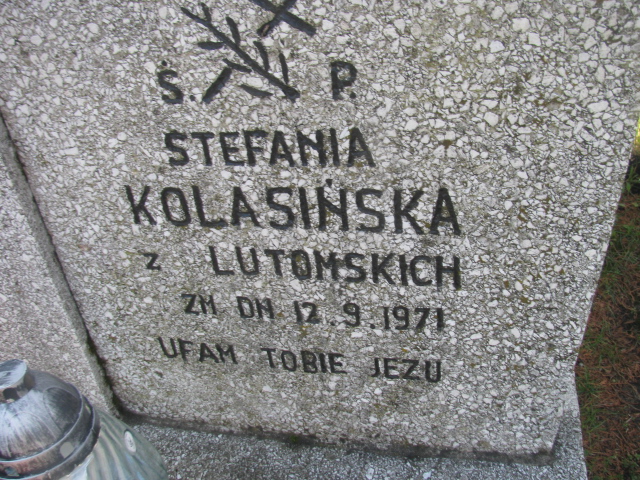 Ś. P.
STEFANIA
KOLASIŃSKA
z LUTOMSKICH
ZM DN 12.9.1971
UFAM TOBIE JEZU